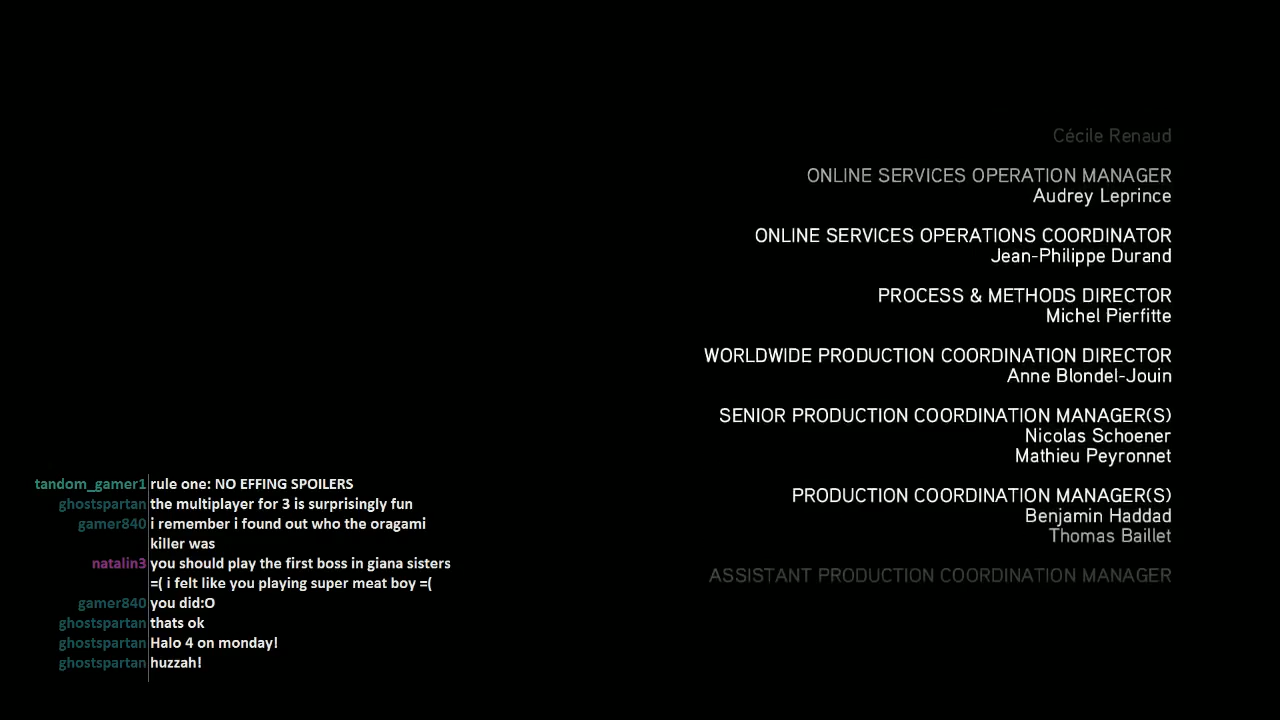 Cécile Renaud
ONLINE SERVICES OPERATION MANAGER
Audrey Leprince
ONLINE SERVICES OPERATIONS COORDINATOR
Jean-Philippe Durand
PROCESS & METHODS DIRECTOR
Michel Pierfitte
WORLDWIDE PRODUCTION COORDINATION DIRECTOR
Anne Blondel-Jouin
SENIOR PRODUCTION COORDINATION MANAGER(S)
Nicolas Schoener
Mathieu Peyronnet
PRODUCTION COORDINATION MANAGER(S)
Benjamin Haddad
Thomas Baillet
ASSISTANT PRODUCTION COORDINATION MANAGER
tandom_gamer1 rule one: NO EFFING SPOILERS
ghostspartan the multiplayer for 3 is surprisingly fun
gamer840 i remember i found out who the oragami
killer was
natalin3 you should play the first boss in giana sisters
=( i felt like you playing super meat boy =(
gamer840 you did:O
ghostspartan thats ok
ghostspartan Halo 4 on monday!
ghostspartan huzzah!